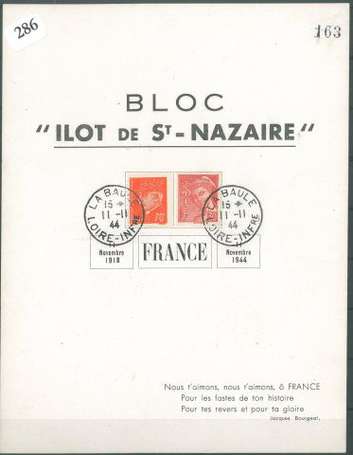 286
163
BLOC
"ILOT DE ST-NAZAIRE"
LA BAULE
15 *
11-11
44
LOIRE-INFRE
LA BAULE
15 *
11-11
44
LOIRE-INFRE
11
Novembre
1918
FRANCE
11
Novembre
1944
Nous t'aimons, nous t'aimons, ô FRANCE
Pour les fastes de ton histoire
Pour tes revers et pour ta gloire
Jacques Bourgeat.